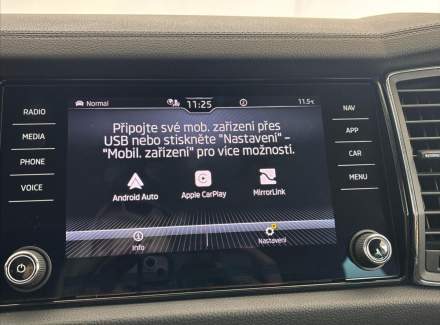 Normal 11:25 11.5°C
RADIO
MEDIA
PHONE
VOICE
Připojte své mob. zařízení přes
USB nebo stiskněte "Nastavení" –
"Mobil. zařízení" pro více možností.
Android Auto Apple CarPlay MirrorLink
Info Nastavení
NAV
APP
CAR
MENU